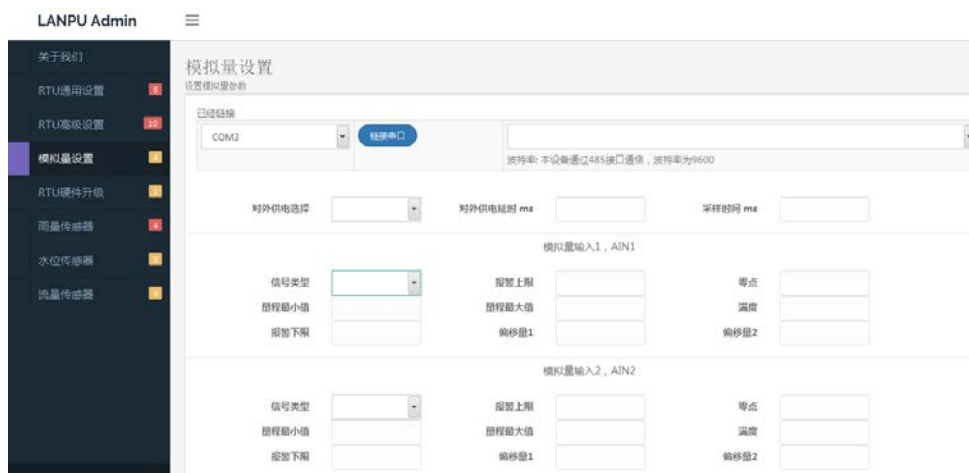 LANPU Admin
关于我们
RTU通用设置 8
RTU高级设置 10
模拟量设置 4
RTU硬件升级 1
雨量传感器 4
水位传感器
流量传感器
模拟量设置
设置模拟量参数
已经链接
COM3 链接串口
波特率: 本设备通过485接口通信，波特率为9600
对外供电选择 对外供电延时 ms 采样时间 ms
模拟量输入1，AIN1
信号类型 报警上限 零点
量程最小值 量程最大值 满度
报警下限 偏移量1 偏移量2
模拟量输入2，AIN2
信号类型 报警上限 零点
量程最小值 量程最大值 满度
报警下限 偏移量1 偏移量2